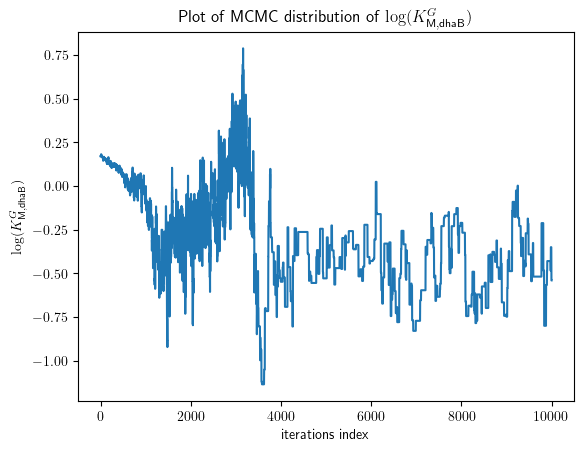 Plot of MCMC distribution of log(K^G_M,dhaB)
0.75
0.50
0.25
0.00
−0.25
−0.50
−0.75
−1.00
log(K^G_M,dhaB)
0 2000 4000 6000 8000 10000
iterations index